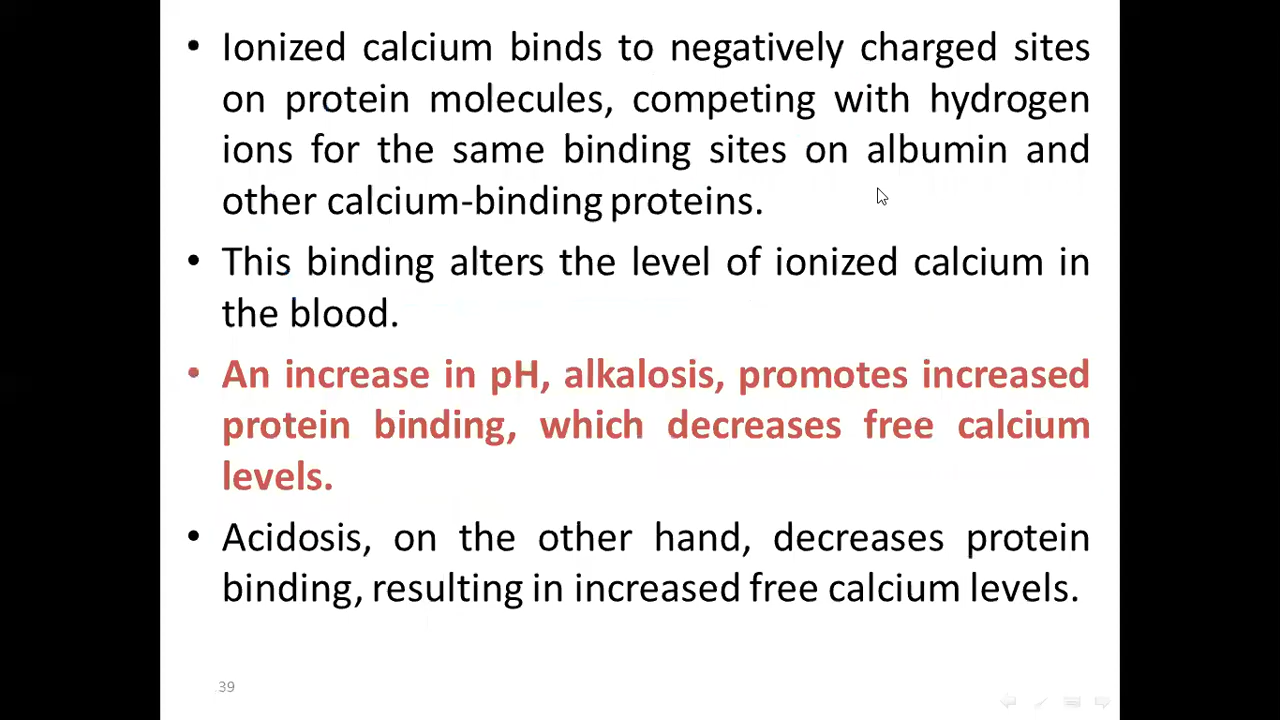 • Ionized calcium binds to negatively charged sites
on protein molecules, competing with hydrogen
ions for the same binding sites on albumin and
other calcium-binding proteins.
• This binding alters the level of ionized calcium in
the blood.
• An increase in pH, alkalosis, promotes increased
protein binding, which decreases free calcium
levels.
• Acidosis, on the other hand, decreases protein
binding, resulting in increased free calcium levels.
39